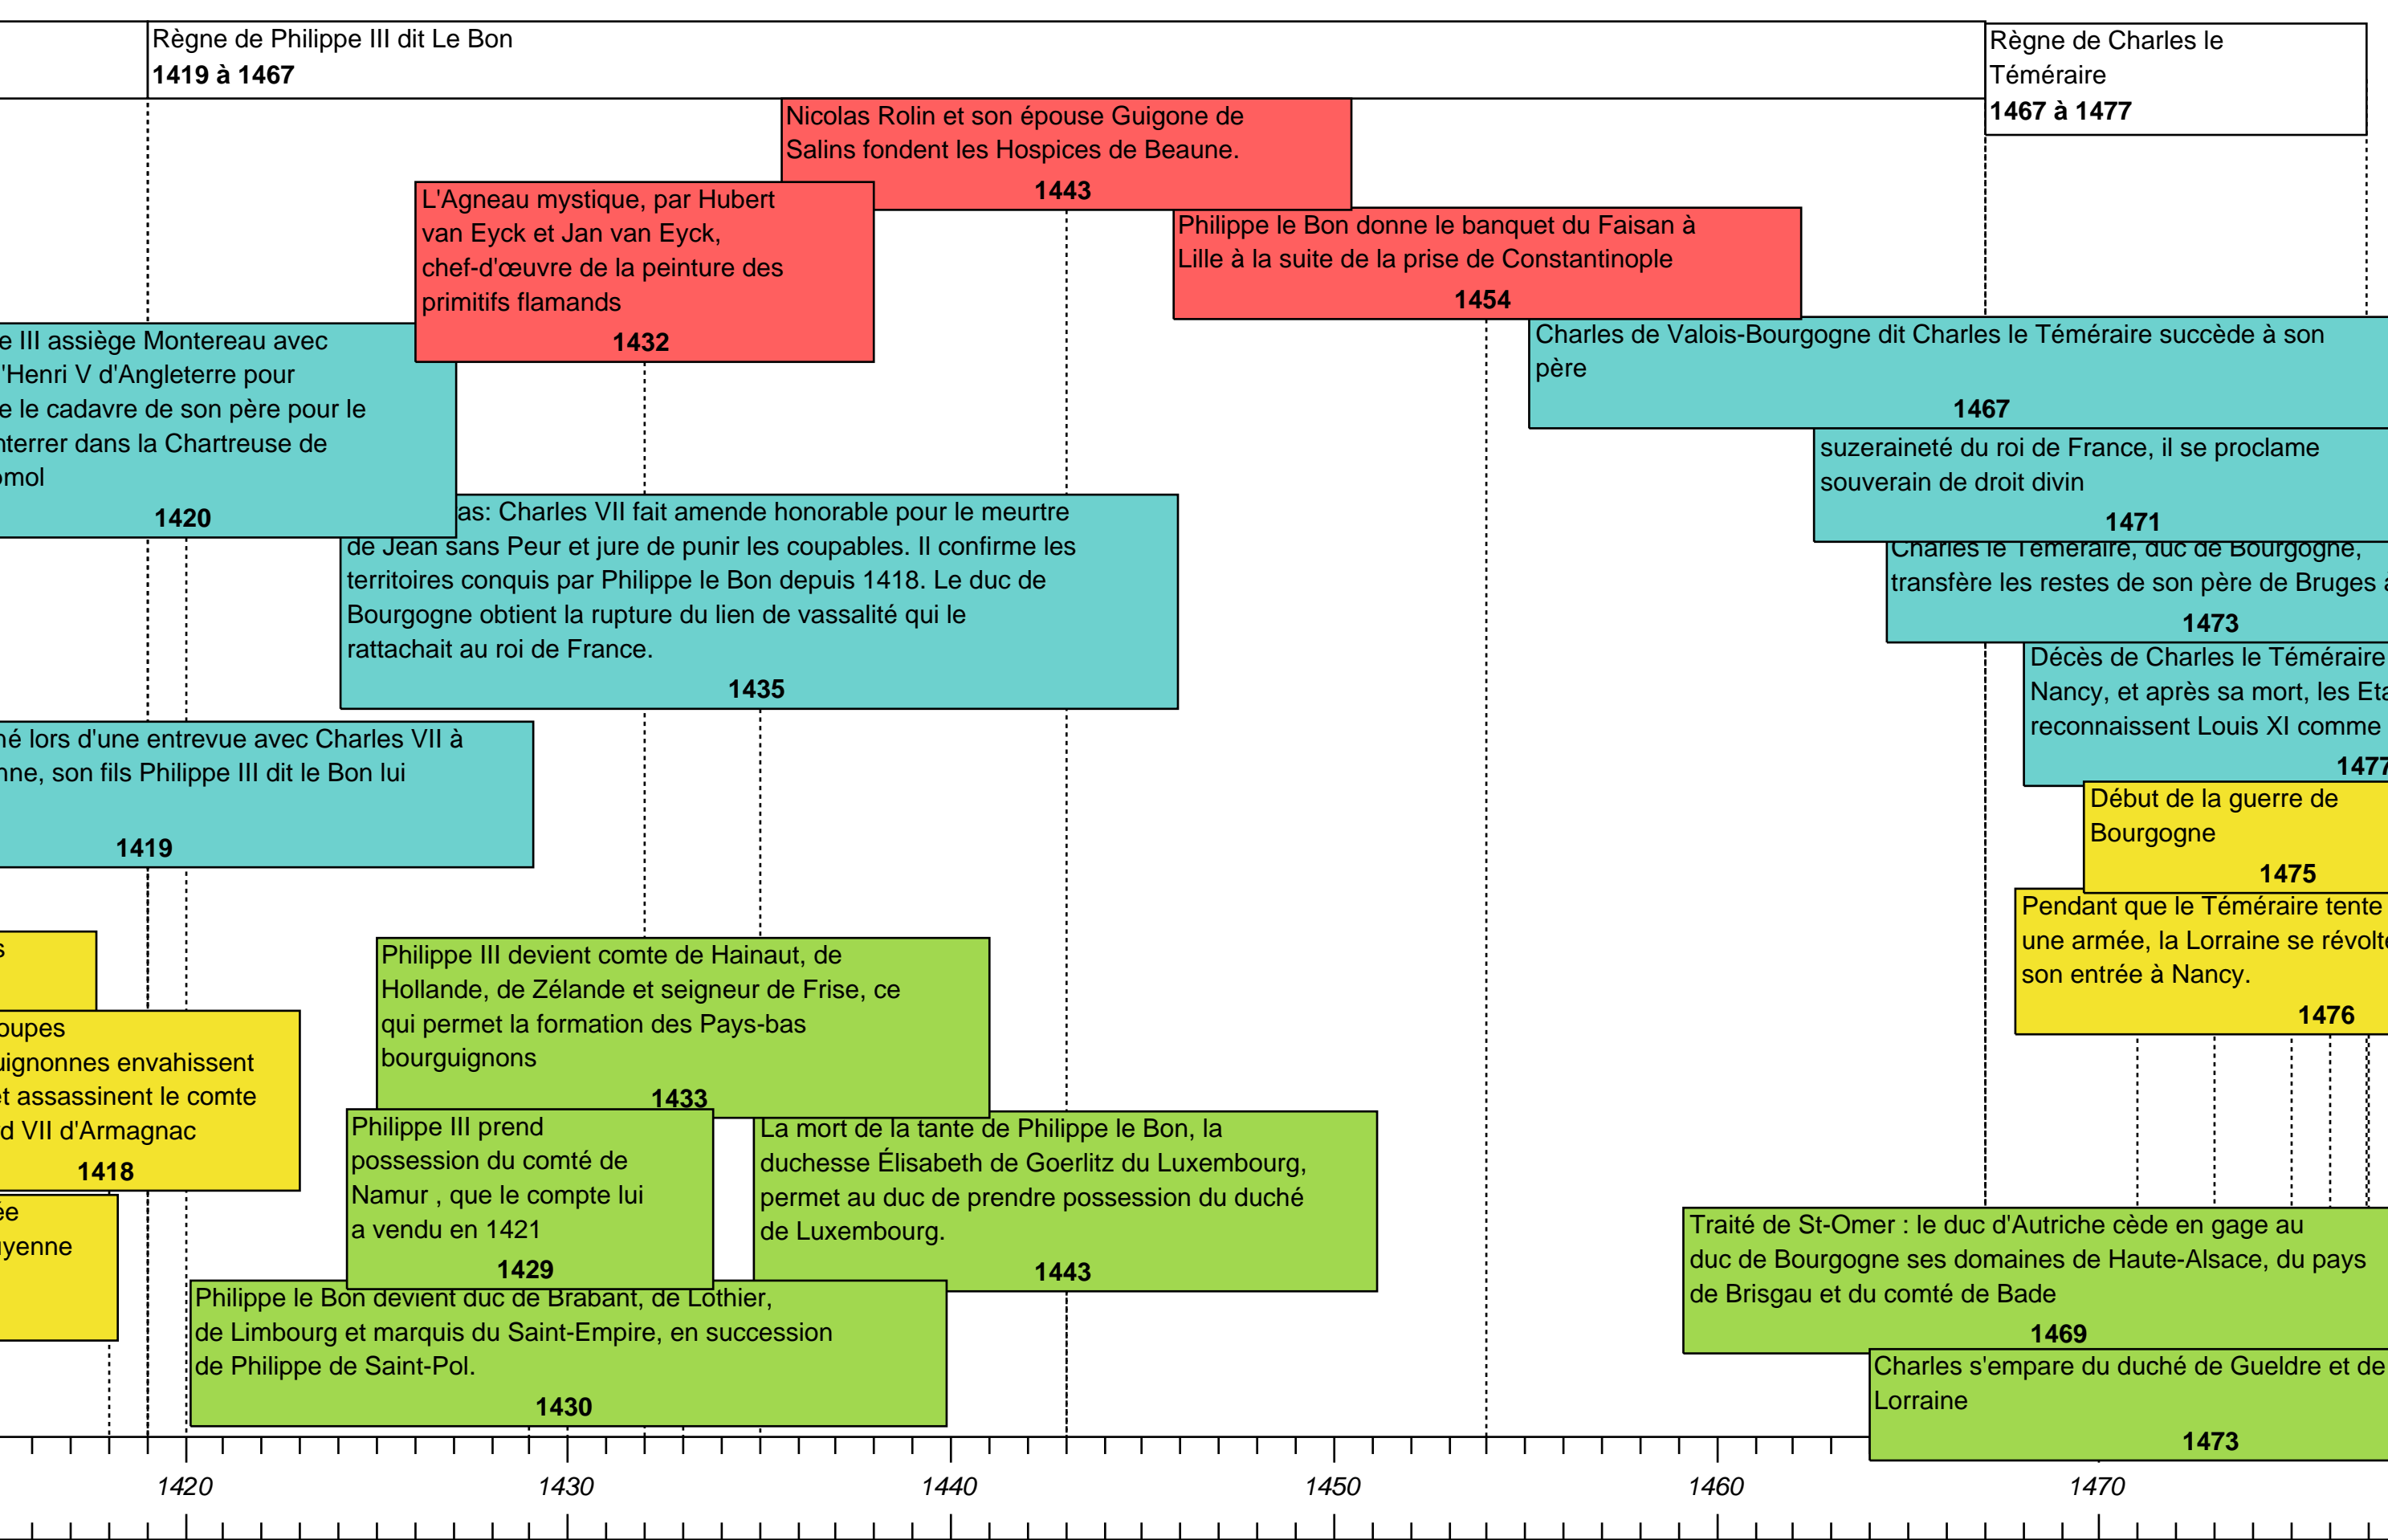 Règne de Philippe III dit Le Bon
1419 à 1467
Règne de Charles le
Téméraire
1467 à 1477
Nicolas Rolin et son épouse Guigone de
Salins fondent les Hospices de Beaune.
1443
L'Agneau mystique, par Hubert
van Eyck et Jan van Eyck,
chef-d'œuvre de la peinture des
primitifs flamands
1432
Philippe le Bon donne le banquet du Faisan à
Lille à la suite de la prise de Constantinople
1454
e III assiège Montereau avec
'Henri V d'Angleterre pour
e le cadavre de son père pour le
nterrer dans la Chartreuse de
omol
1420
Charles de Valois-Bourgogne dit Charles le Téméraire succède à son
père
1467
suzeraineté du roi de France, il se proclame
souverain de droit divin
1471
as: Charles VII fait amende honorable pour le meurtre
de Jean sans Peur et jure de punir les coupables. Il confirme les
territoires conquis par Philippe le Bon depuis 1418. Le duc de
Bourgogne obtient la rupture du lien de vassalité qui le
rattachait au roi de France.
1435
Charles le Téméraire, duc de Bourgogne,
transfère les restes de son père de Bruges à
1473
Décès de Charles le Téméraire
Nancy, et après sa mort, les Eta
reconnaissent Louis XI comme
1477
né lors d'une entrevue avec Charles VII à
nne, son fils Philippe III dit le Bon lui
1419
Début de la guerre de
Bourgogne
1475
Pendant que le Téméraire tente
une armée, la Lorraine se révolte
son entrée à Nancy.
1476
s
oupes
uignonnes envahissent
et assassinent le comte
d VII d'Armagnac
1418
ée
uyenne
Philippe III devient comte de Hainaut, de
Hollande, de Zélande et seigneur de Frise, ce
qui permet la formation des Pays-bas
bourguignons
1433
Philippe III prend
possession du comté de
Namur , que le compte lui
a vendu en 1421
1429
La mort de la tante de Philippe le Bon, la
duchesse Élisabeth de Goerlitz du Luxembourg,
permet au duc de prendre possession du duché
de Luxembourg.
1443
Philippe le Bon devient duc de Brabant, de Lothier,
de Limbourg et marquis du Saint-Empire, en succession
de Philippe de Saint-Pol.
1430
Traité de St-Omer : le duc d'Autriche cède en gage au
duc de Bourgogne ses domaines de Haute-Alsace, du pays
de Brisgau et du comté de Bade
1469
Charles s'empare du duché de Gueldre et de
Lorraine
1473
1420
1430
1440
1450
1460
1470